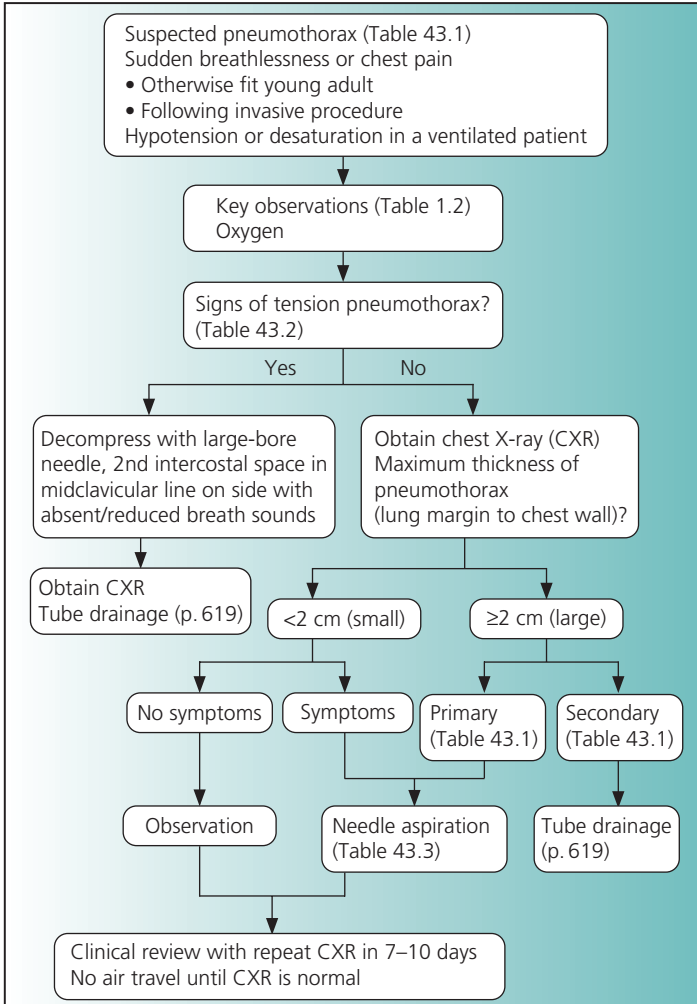 Suspected pneumothorax (Table 43.1)
Sudden breathlessness or chest pain
• Otherwise fit young adult
• Following invasive procedure
Hypotension or desaturation in a ventilated patient
Key observations (Table 1.2)
Oxygen
Signs of tension pneumothorax?
(Table 43.2)
Yes
No
Decompress with large-bore
needle, 2nd intercostal space in
midclavicular line on side with
absent/reduced breath sounds
Obtain chest X-ray (CXR)
Maximum thickness of
pneumothorax
(lung margin to chest wall)?
Obtain CXR
Tube drainage (p. 619)
<2 cm (small)
≥2 cm (large)
No symptoms
Symptoms
Primary
(Table 43.1)
Secondary
(Table 43.1)
Observation
Needle aspiration
(Table 43.3)
Tube drainage
(p. 619)
Clinical review with repeat CXR in 7–10 days
No air travel until CXR is normal